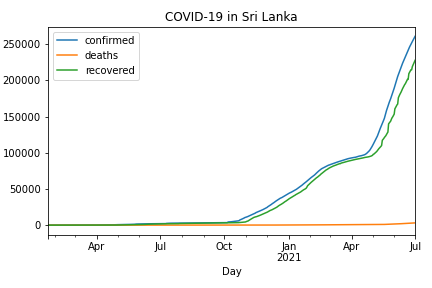 COVID-19 in Sri Lanka
confirmed
deaths
recovered
250000
200000
150000
100000
50000
0
Apr Jul Oct Jan Apr Jul
2021
Day